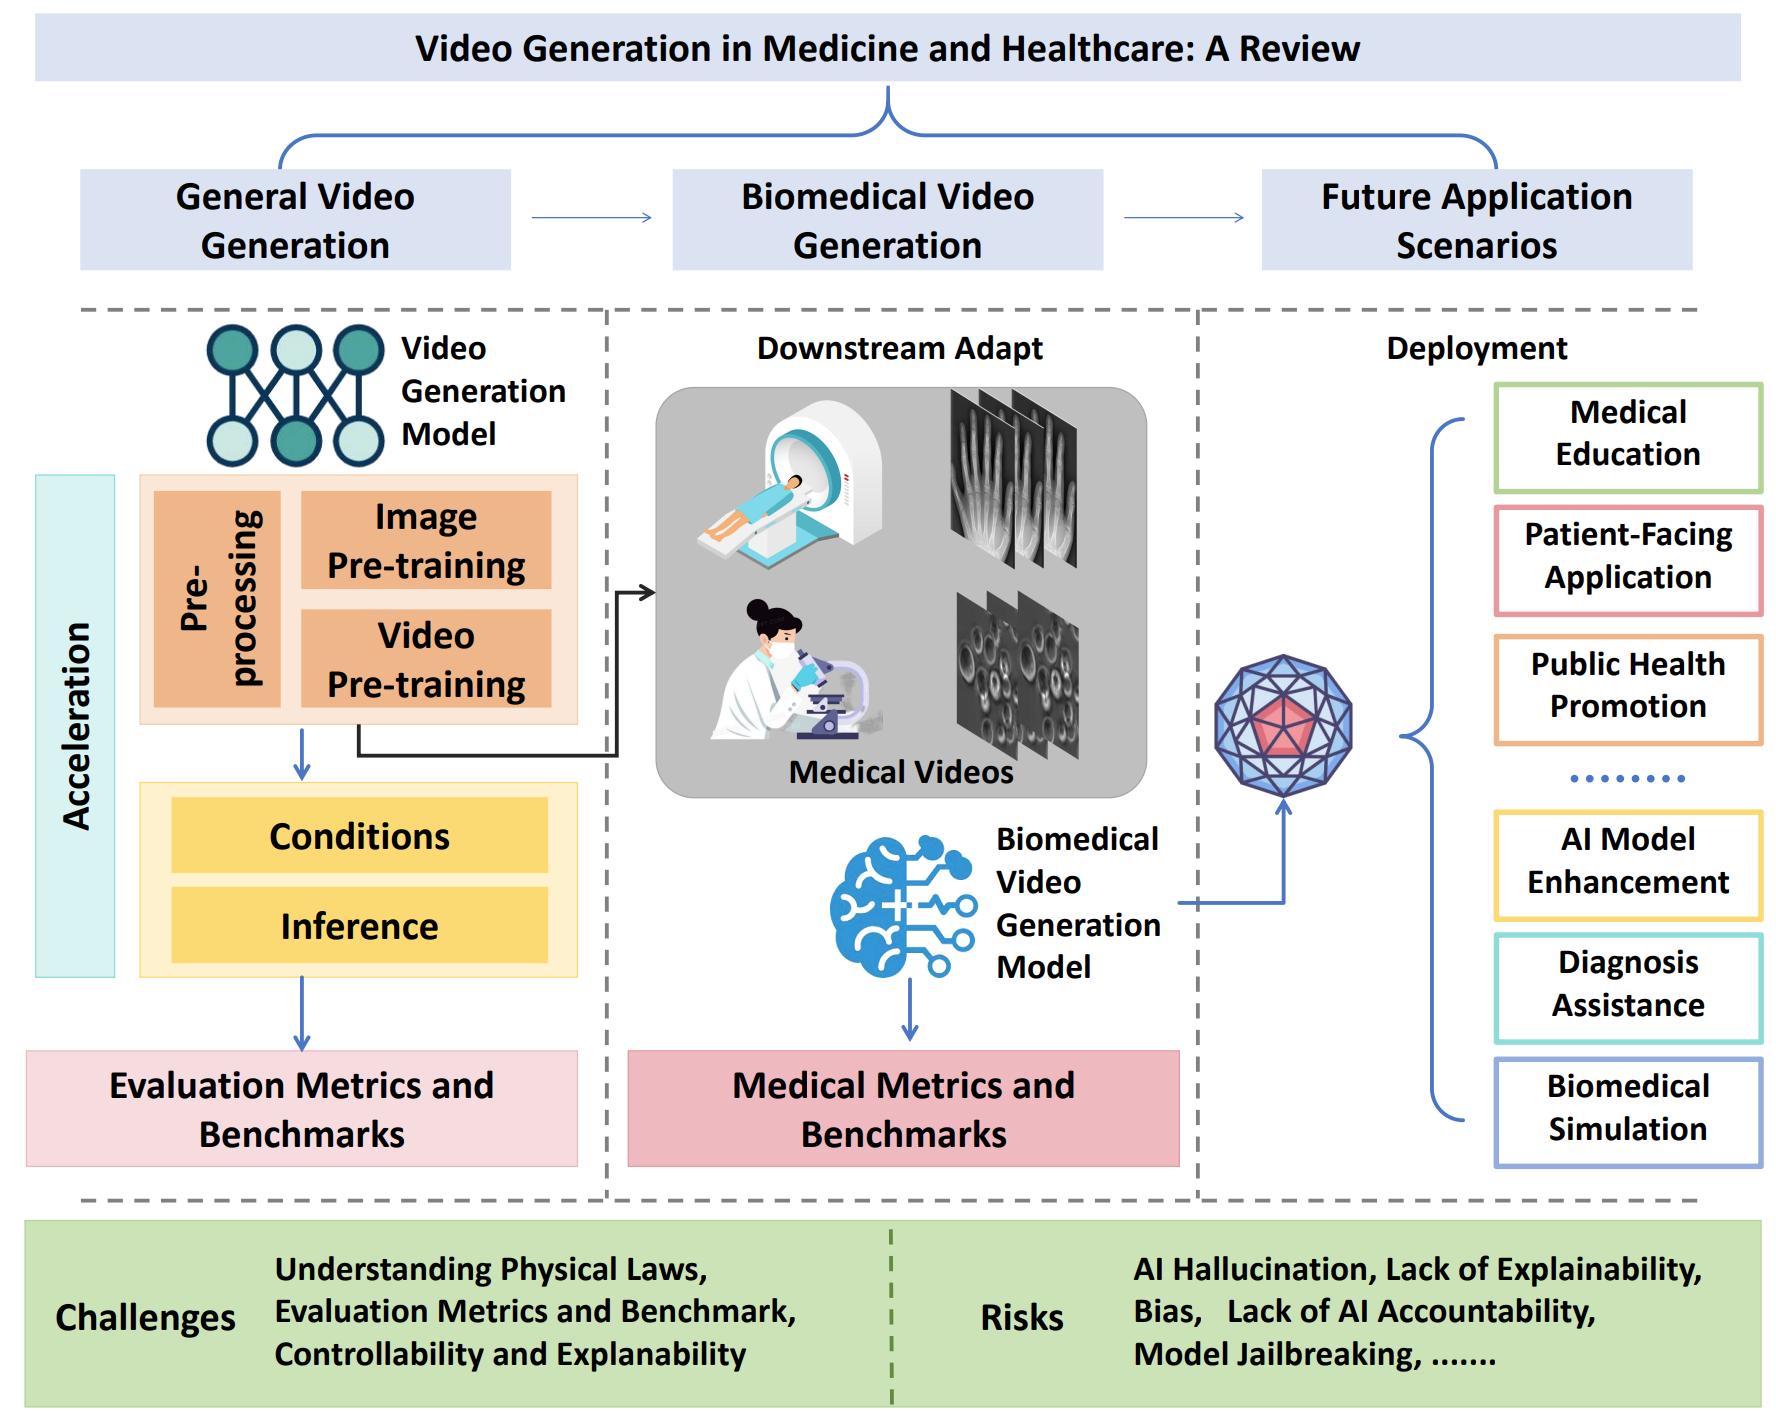 Video Generation in Medicine and Healthcare: A Review
General Video
Generation
Biomedical Video
Generation
Future Application
Scenarios
Video
Generation
Model
Acceleration
Pre-
processing
Image
Pre-training
Video
Pre-training
Conditions
Inference
Evaluation Metrics and
Benchmarks
Downstream Adapt
Medical Videos
Biomedical
Video
Generation
Model
Medical Metrics and
Benchmarks
Deployment
Medical
Education
Patient-Facing
Application
Public Health
Promotion
........
AI Model
Enhancement
Diagnosis
Assistance
Biomedical
Simulation
Challenges
Understanding Physical Laws,
Evaluation Metrics and Benchmark,
Controllability and Explanability
Risks
AI Hallucination, Lack of Explainability,
Bias, Lack of AI Accountability,
Model Jailbreaking, .......